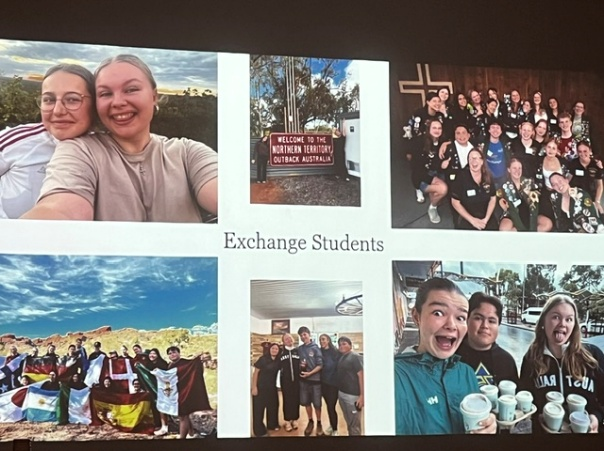 WELCOME TO THE
NORTHERN TERRITORY
OUTBACK AUSTRALIA
Exchange Students